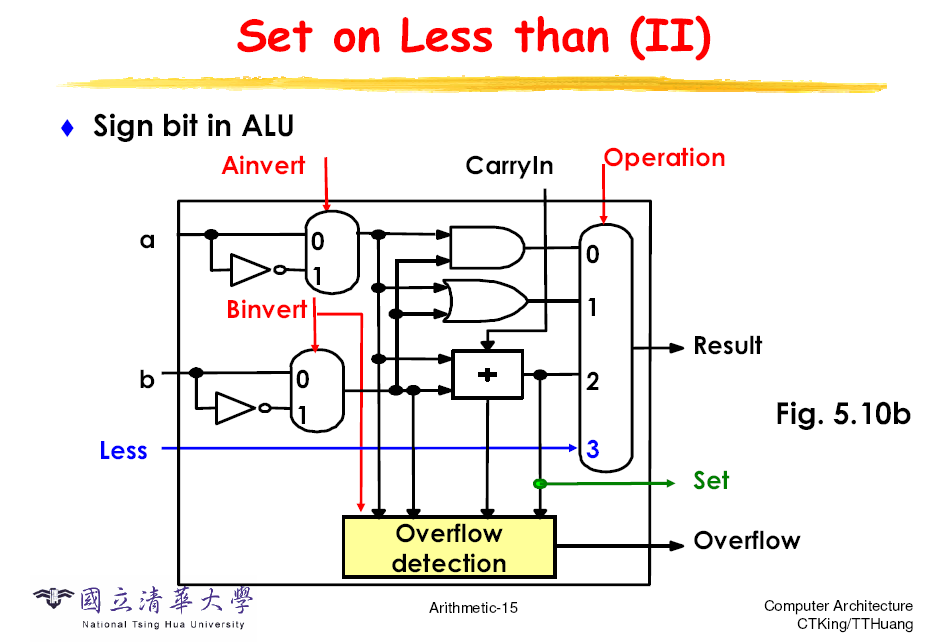 Set on Less than (II)
♦ Sign bit in ALU
Ainvert
CarryIn
Operation
a
0
1
0
1
Binvert
Result
b
0
1
+
2
Fig. 5.10b
Less
3
Set
Overflow
detection
Overflow
國立清華大學
National Tsing Hua University
Arithmetic-15
Computer Architecture
CTKing/TTHuang